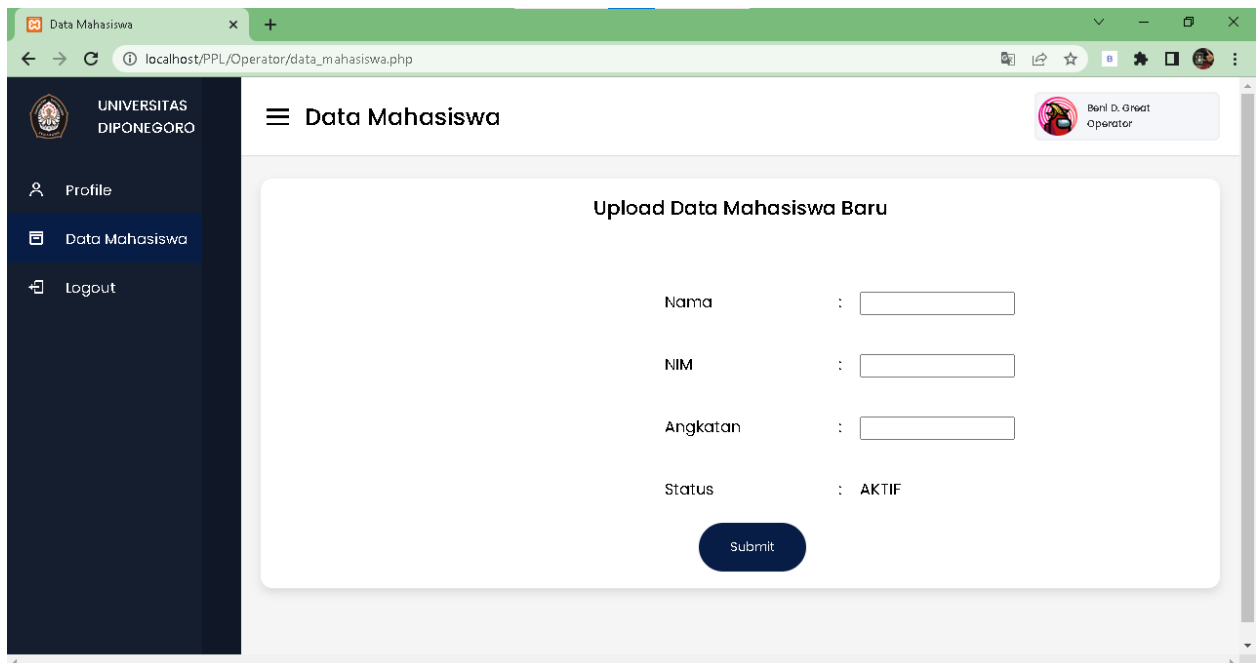 Data Mahasiswa
localhost/PPL/Operator/data_mahasiswa.php
UNIVERSITAS
DIPONEGORO
Profile
Data Mahasiswa
Logout
Data Mahasiswa
Benl D. Great
Operator
Upload Data Mahasiswa Baru
Nama :
NIM :
Angkatan :
Status : AKTIF
Submit